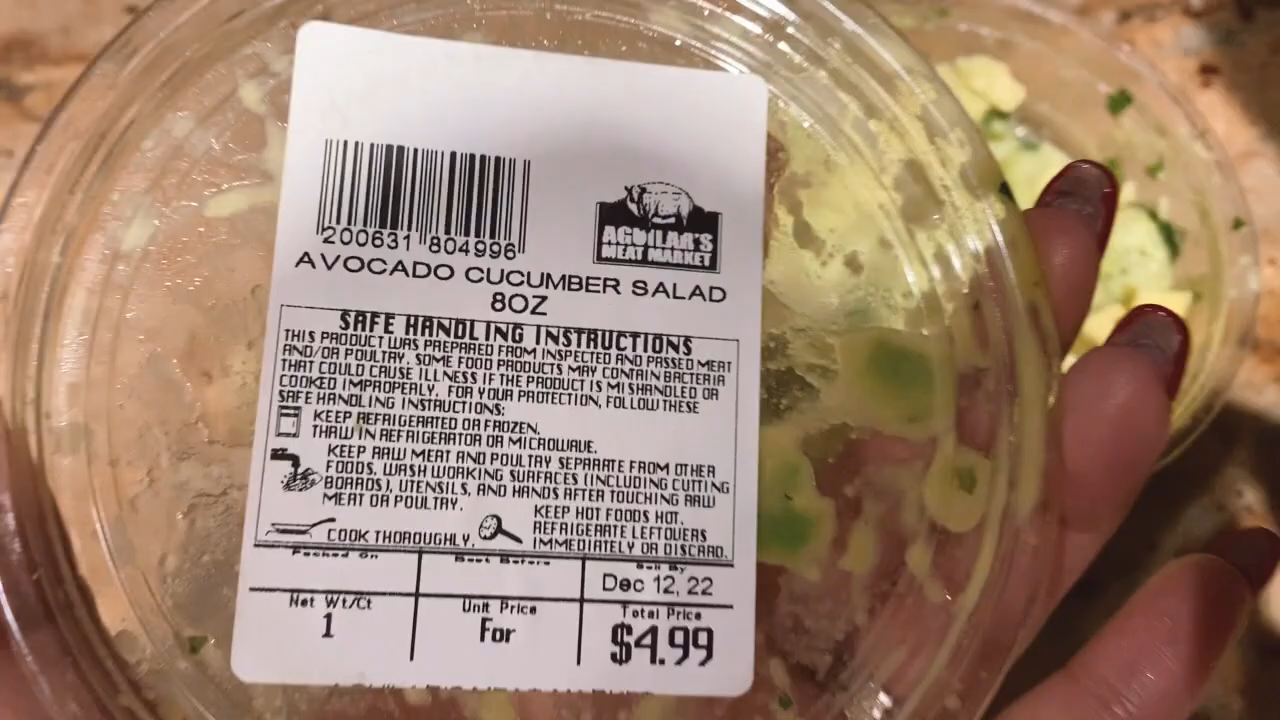 200631 804996
AGUILAR'S
MEAT MARKET
AVOCADO CUCUMBER SALAD
8OZ
SAFE HANDLING INSTRUCTIONS
THIS PRODUCT WAS PREPARED FROM INSPECTED AND PASSED MEAT
AND/OR POULTRY. SOME FOOD PRODUCTS MAY CONTAIN BACTERIA
THAT COULD CAUSE ILLNESS IF THE PRODUCT IS MISHANDLED OR
COOKED IMPROPERLY. FOR YOUR PROTECTION, FOLLOW THESE
SAFE HANDLING INSTRUCTIONS:
KEEP REFRIGERATED OR FROZEN.
THAW IN REFRIGERATOR OR MICROWAVE.
KEEP RAW MEAT AND POULTRY SEPARATE FROM OTHER
FOODS. WASH WORKING SURFACES (INCLUDING CUTTING
BOARDS), UTENSILS, AND HANDS AFTER TOUCHING RAW
MEAT OR POULTRY.
COOK THOROUGHLY.
KEEP HOT FOODS HOT.
REFRIGERATE LEFTOVERS
IMMEDIATELY OR DISCARD.
Packed On
Best Before
Sell By
Dec 12, 22
Net Wt/Ct
1
Unit Price
For
Total Price
$4.99